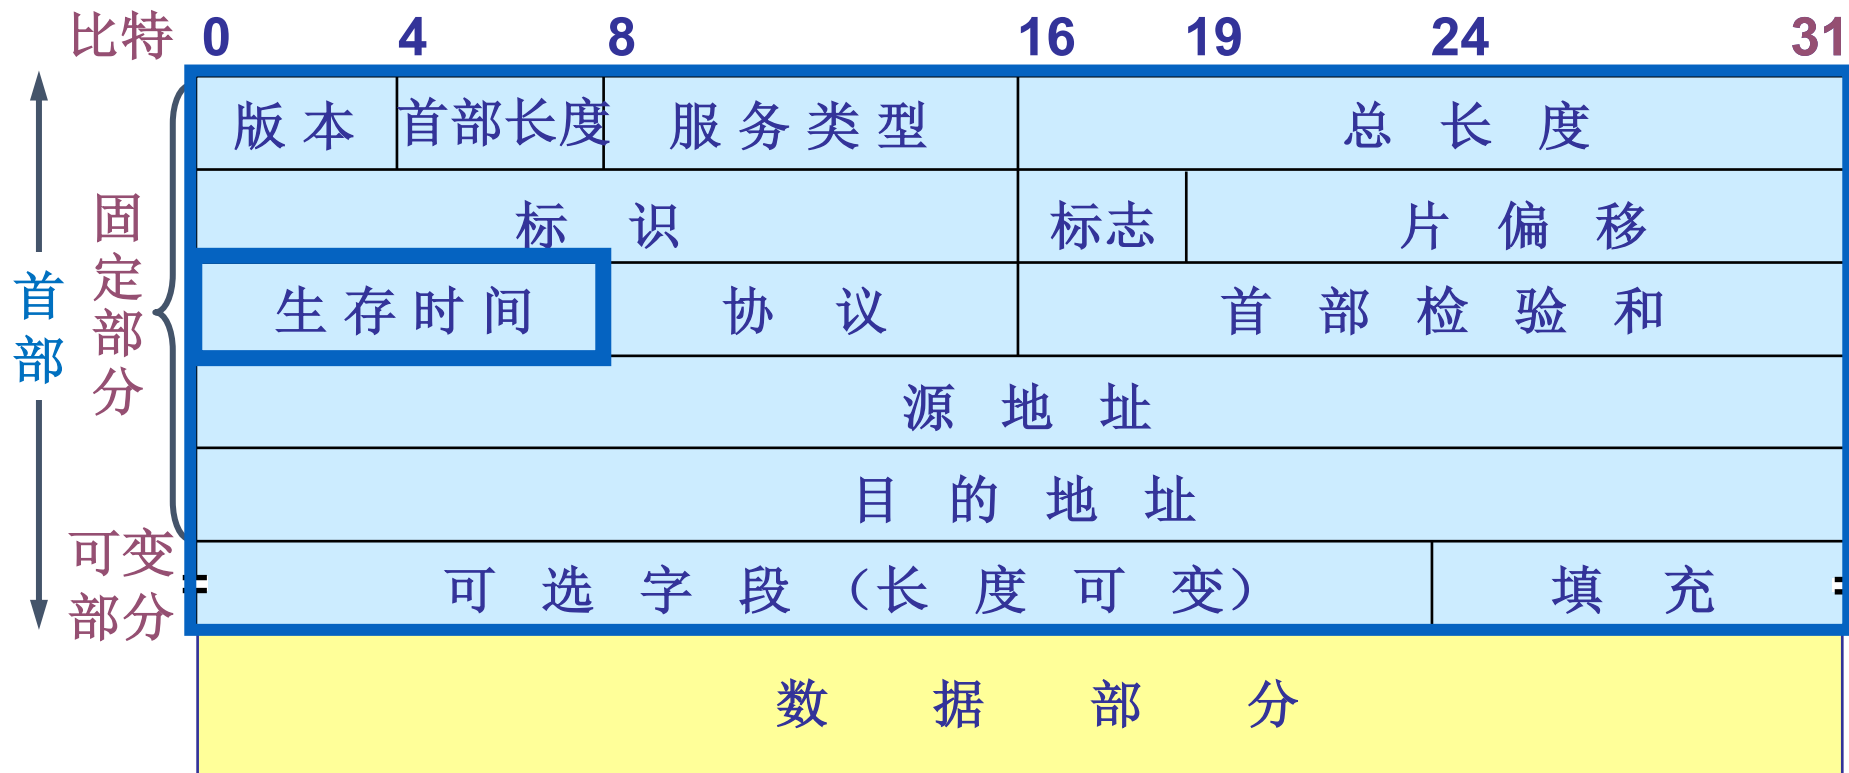 比特 0 4 8 16 19 24 31
版本 首部长度 服务类型 总长度
标识 标志 片偏移
生存时间 协议 首部检验和
源地址
目的地址
可选字段（长度可变） 填充
数据部分
首部
固定部分
可变
部分